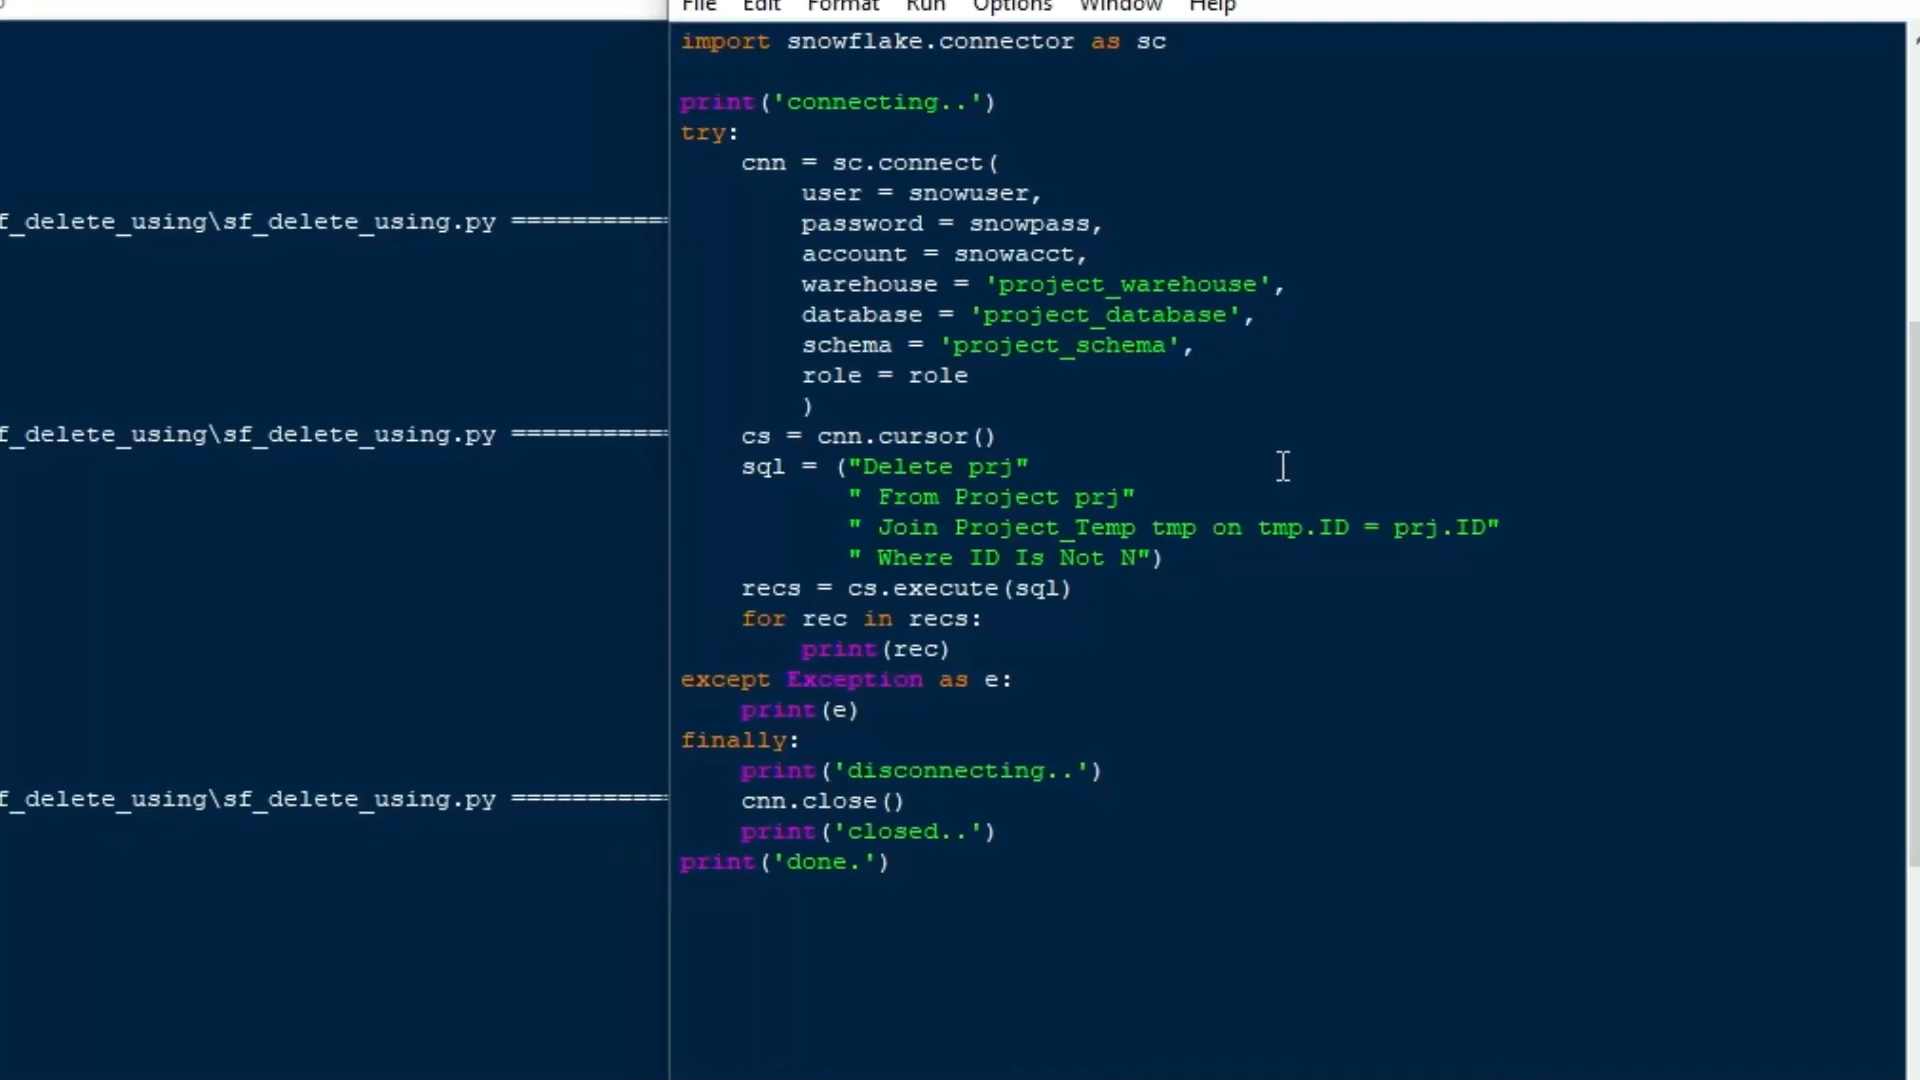 File Edit Format Run Options Window Help
import snowflake.connector as sc
print('connecting..')
try:
cnn = sc.connect(
user = snowuser,
password = snowpass,
account = snowacct,
warehouse = 'project_warehouse',
database = 'project_database',
schema = 'project_schema',
role = role
)
cs = cnn.cursor()
sql = ("Delete prj"
" From Project prj"
" Join Project_Temp tmp on tmp.ID = prj.ID"
" Where ID Is Not N")
recs = cs.execute(sql)
for rec in recs:
print(rec)
except Exception as e:
print(e)
finally:
print('disconnecting..')
cnn.close()
print('closed..')
print('done.')
f_delete_using\sf_delete_using.py ===========
f_delete_using\sf_delete_using.py ===========
f_delete_using\sf_delete_using.py ===========